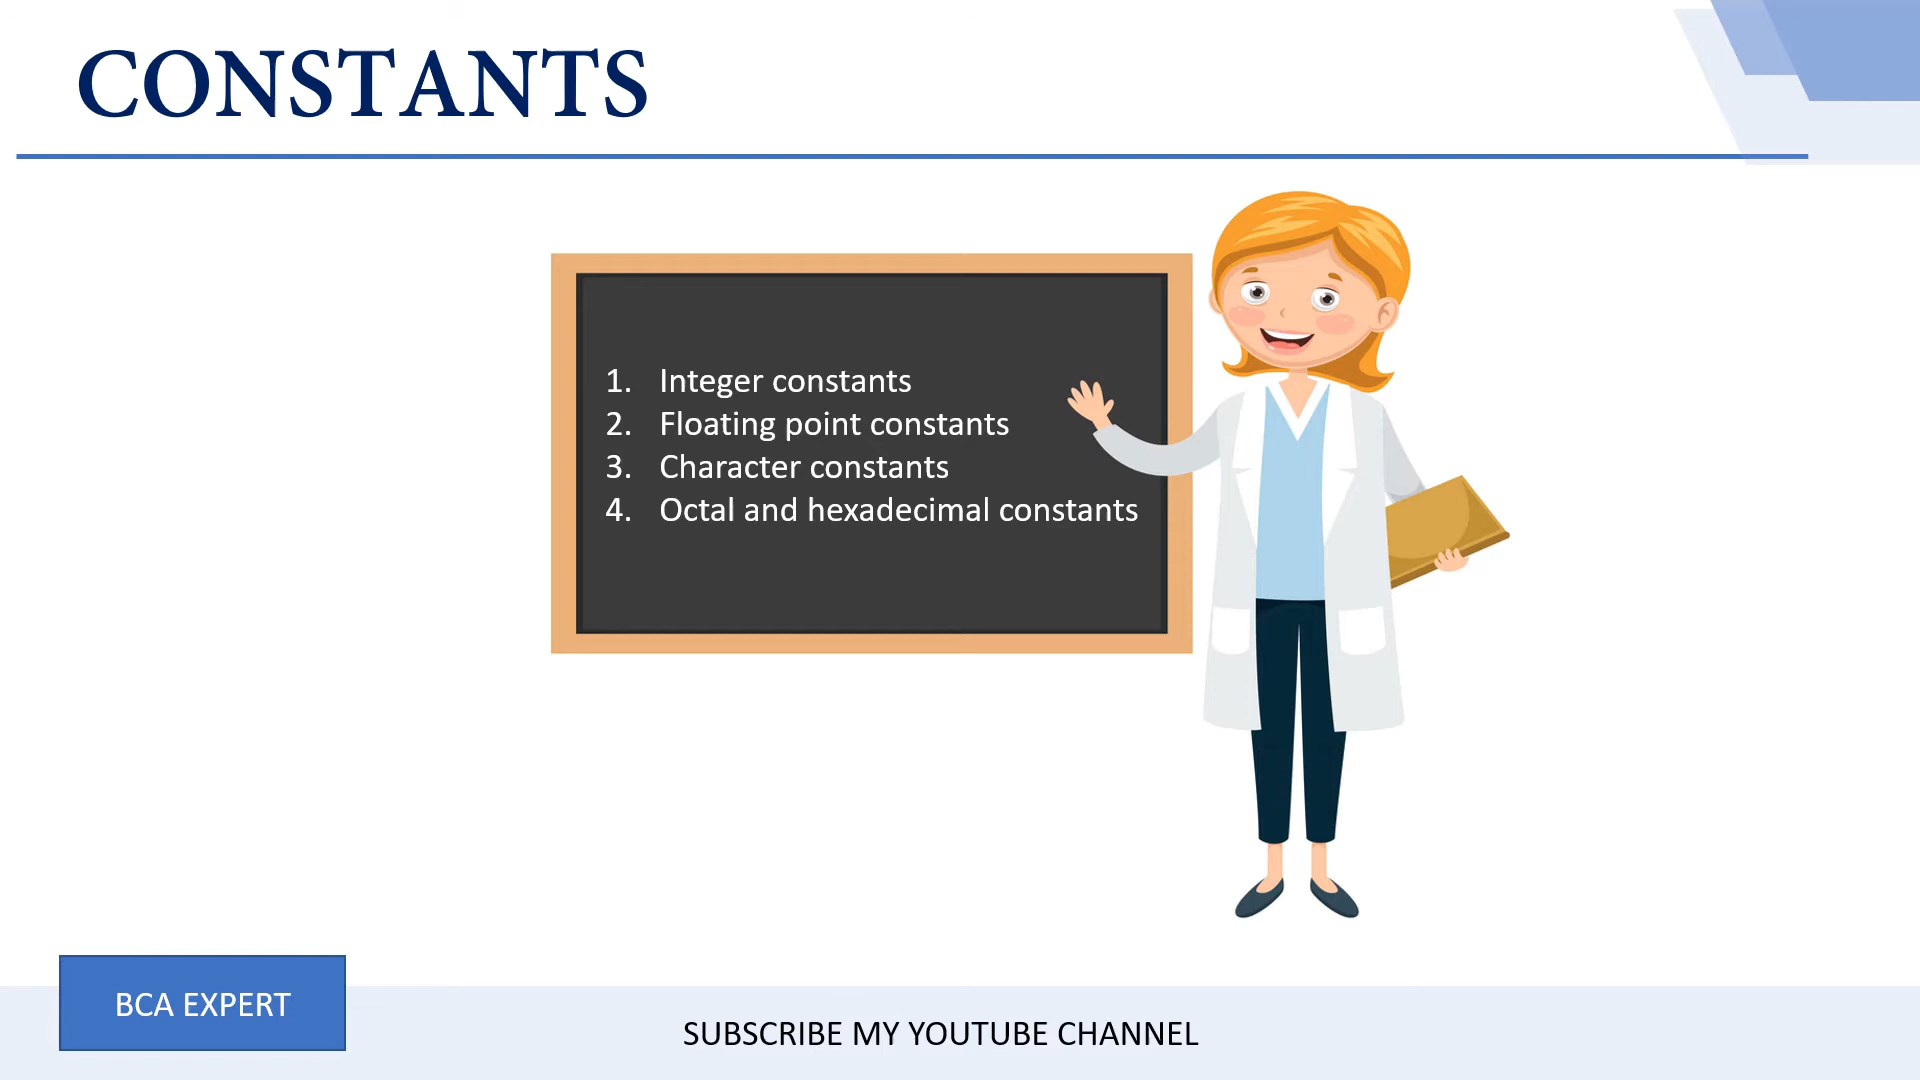 CONSTANTS
1. Integer constants
2. Floating point constants
3. Character constants
4. Octal and hexadecimal constants
BCA EXPERT
SUBSCRIBE MY YOUTUBE CHANNEL